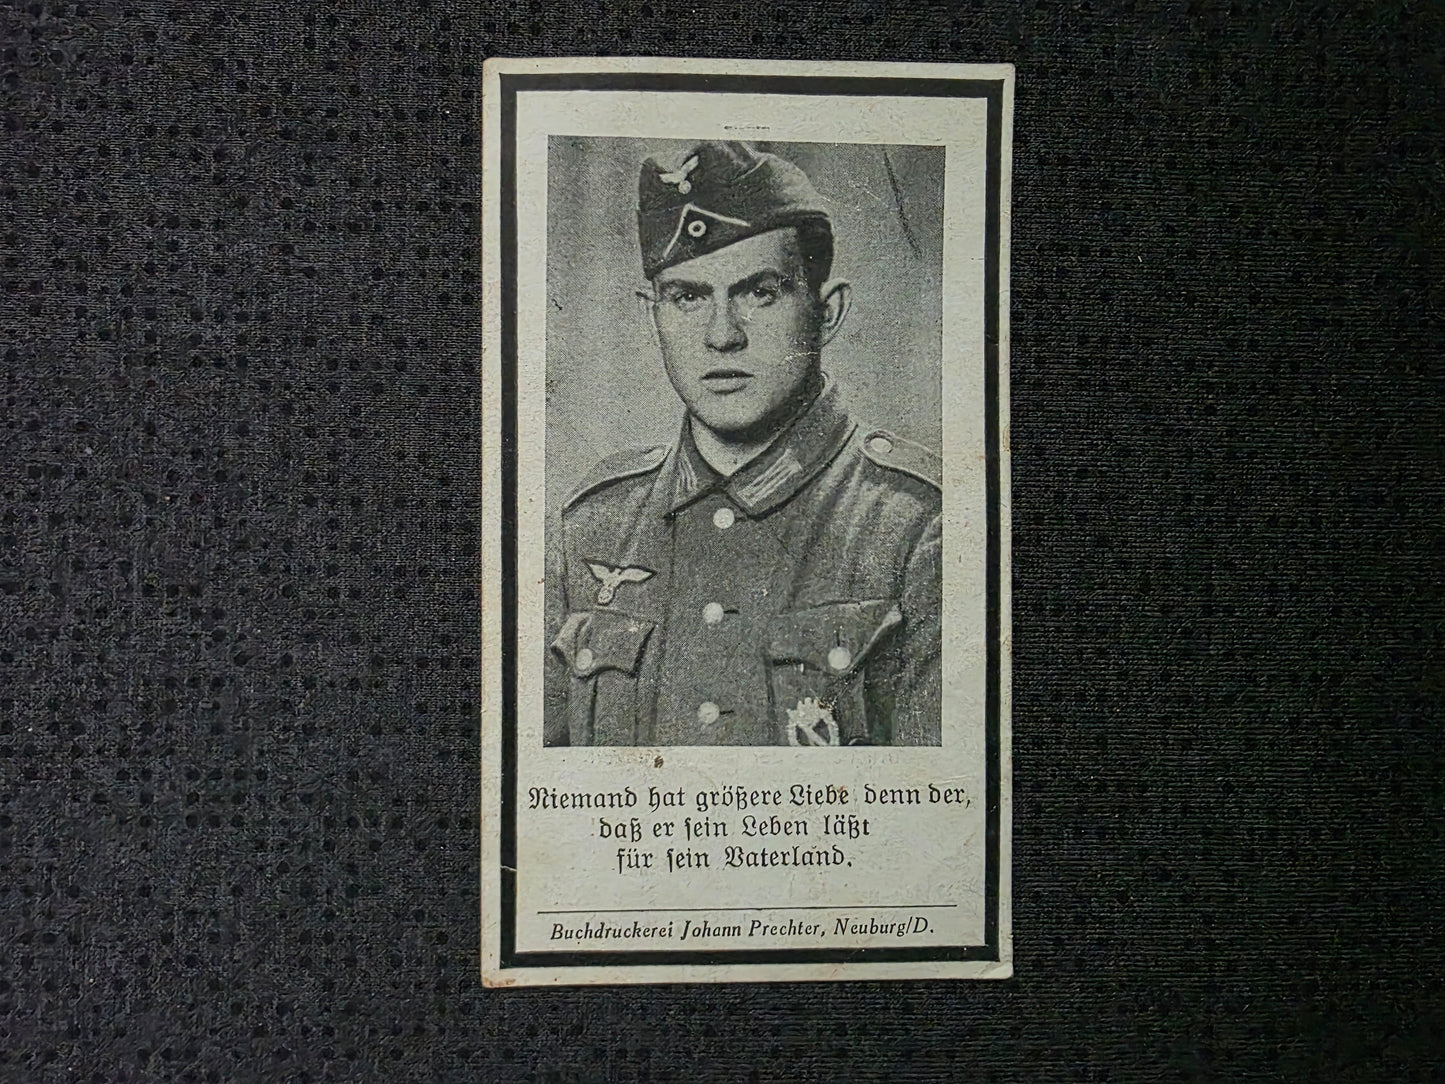 Niemand hat größere Liebe denn der,
daß er sein Leben läßt
für sein Vaterland.
Buchdruckerei Johann Prechter, Neuburg/D.